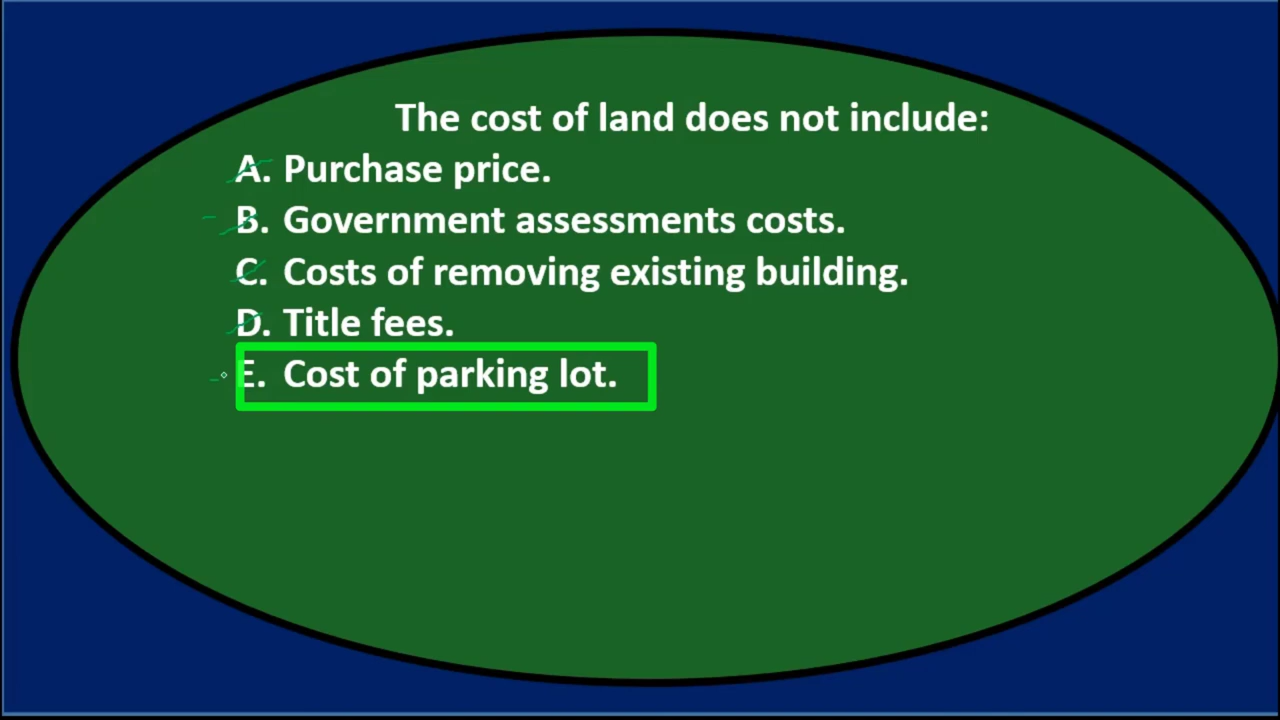 The cost of land does not include:
A. Purchase price.
B. Government assessments costs.
C. Costs of removing existing building.
D. Title fees.
E. Cost of parking lot.